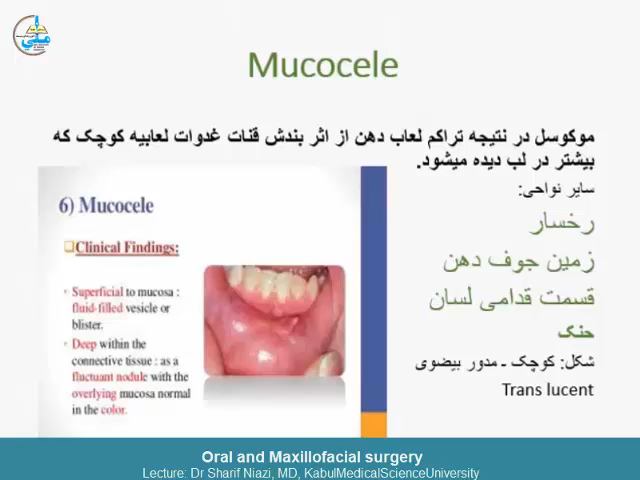 ملي
Mucocele
موکوسل در نتیجه تراکم لعاب دهن از اثر بندش قنات غدوات لعابیه کوچک که
بیشتر در لب دیده میشود.
سایر نواحی:
رخسار
زمین جوف دهن
قسمت قدامی لسان
حنک
شکل: کوچک ـ مدور بیضوی
Trans lucent
6) Mucocele
Clinical Findings:
• Superficial to mucosa :
fluid-filled vesicle or
blister.
• Deep within the
connective tissue : as a
fluctuant nodule with the
overlying mucosa normal
in the color.
Oral and Maxillofacial surgery
Lecture: Dr Sharif Niazi, MD, KabulMedicalScienceUniversity